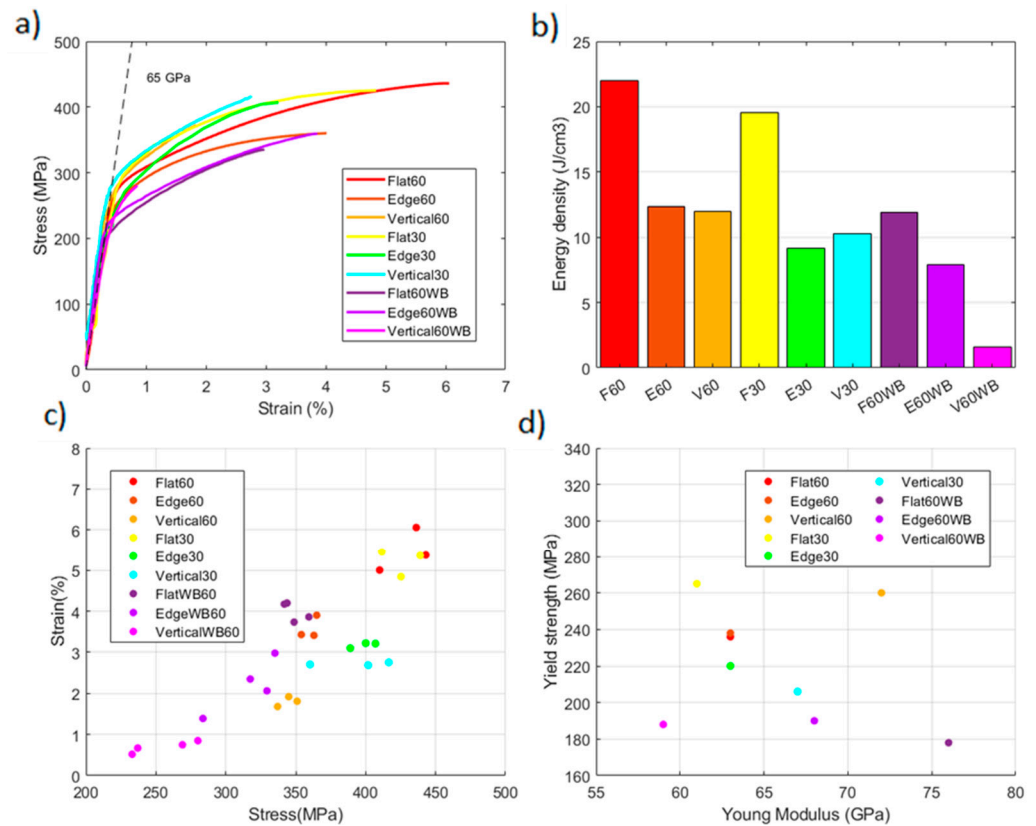 a)
500
400
300
200
100
0
Stress (MPa)
65 GPa
Flat60
Edge60
Vertical60
Flat30
Edge30
Vertical30
Flat60WB
Edge60WB
Vertical60WB
0 1 2 3 4 5 6 7
Strain (%)
b)
25
20
15
10
5
0
Energy density (J/cm3)
F60 E60 V60 F30 E30 V30 F60WB E60WB V60WB
c)
8
7
6
5
4
3
2
1
0
Strain(%)
Flat60
Edge60
Vertical60
Flat30
Edge30
Vertical30
FlatWB60
EdgeWB60
VerticalWB60
200 250 300 350 400 450 500
Stress(MPa)
d)
340
320
300
280
260
240
220
200
180
160
Yield strength (MPa)
Flat60
Edge60
Vertical60
Flat30
Edge30
Vertical30
Flat60WB
Edge60WB
Vertical60WB
55 60 65 70 75 80
Young Modulus (GPa)